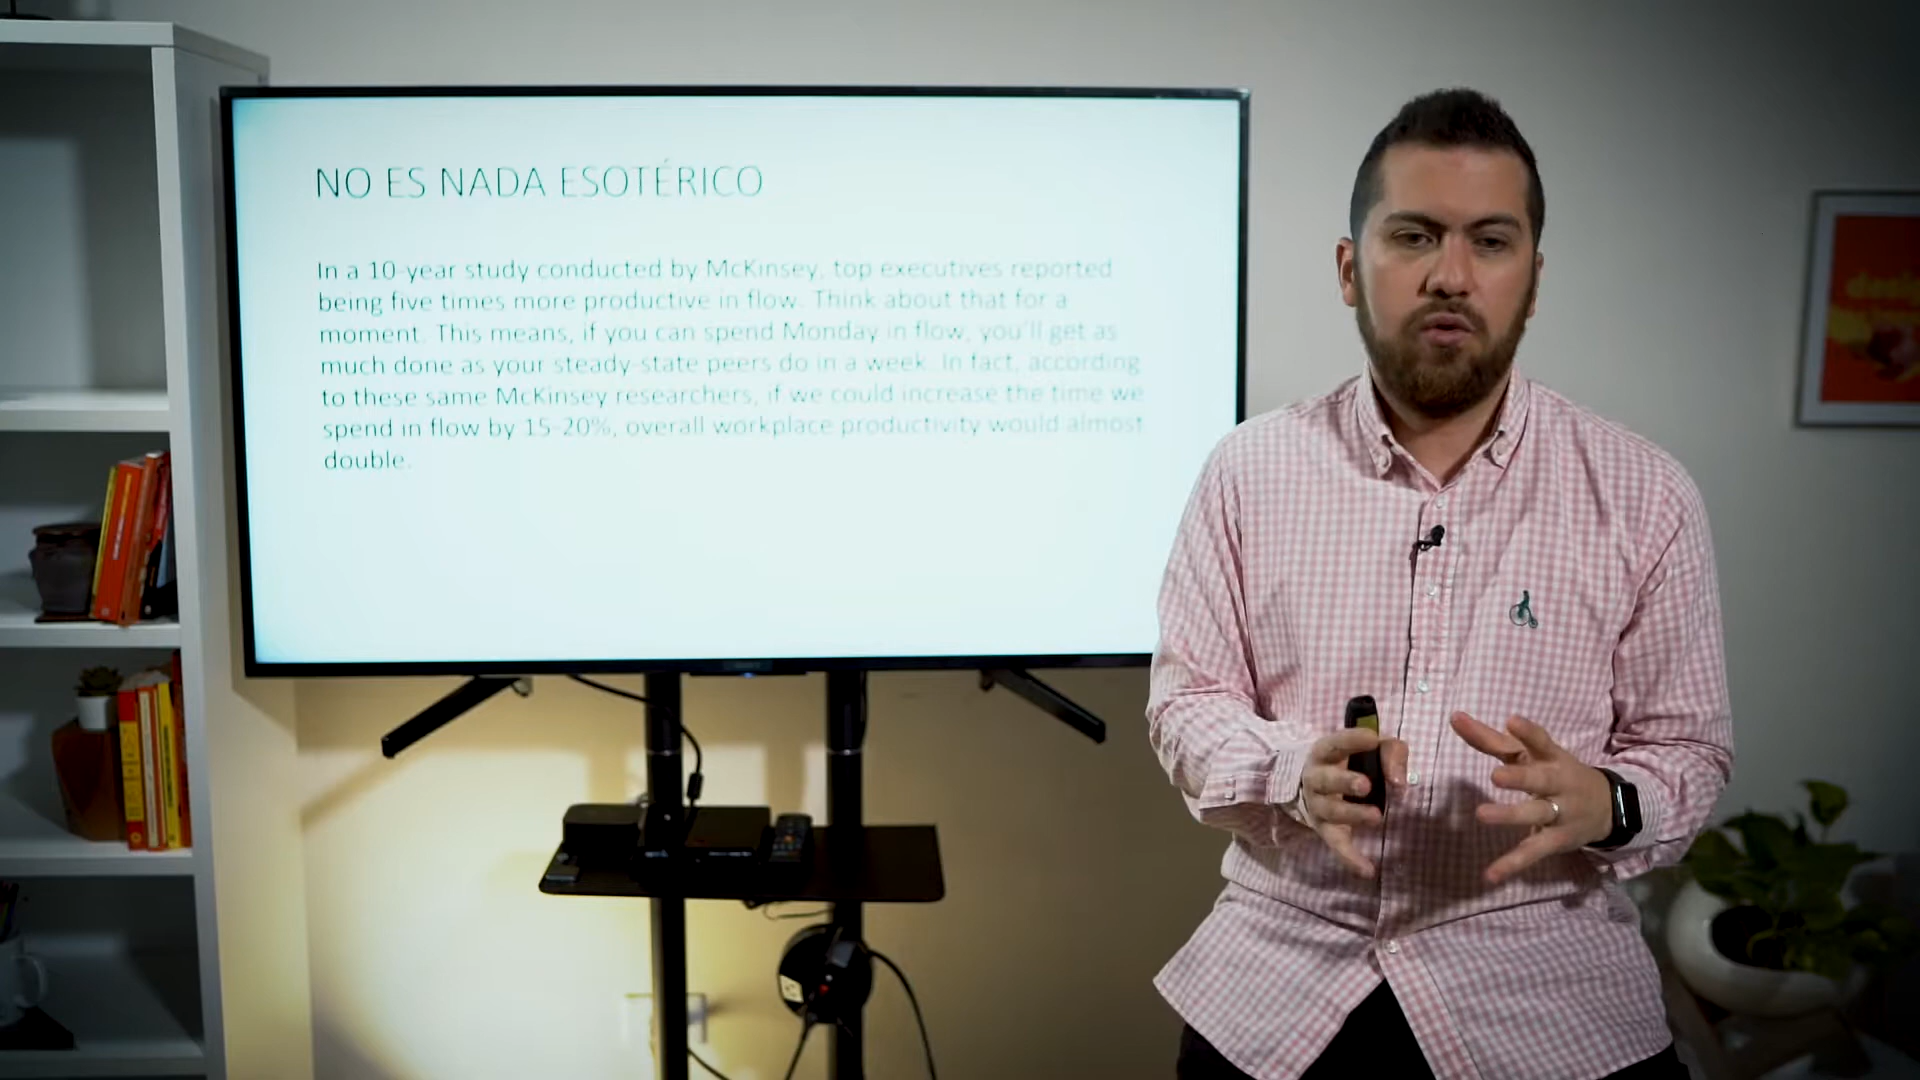 NO ES NADA ESOTÉRICO
In a 10-year study conducted by McKinsey, top executives reported
being five times more productive in flow. Think about that for a
moment. This means, if you can spend Monday in flow, you'll get as
much done as your steady-state peers do in a week. In fact, according
to these same McKinsey researchers, if we could increase the time we
spend in flow by 15-20%, overall workplace productivity would almost
double.